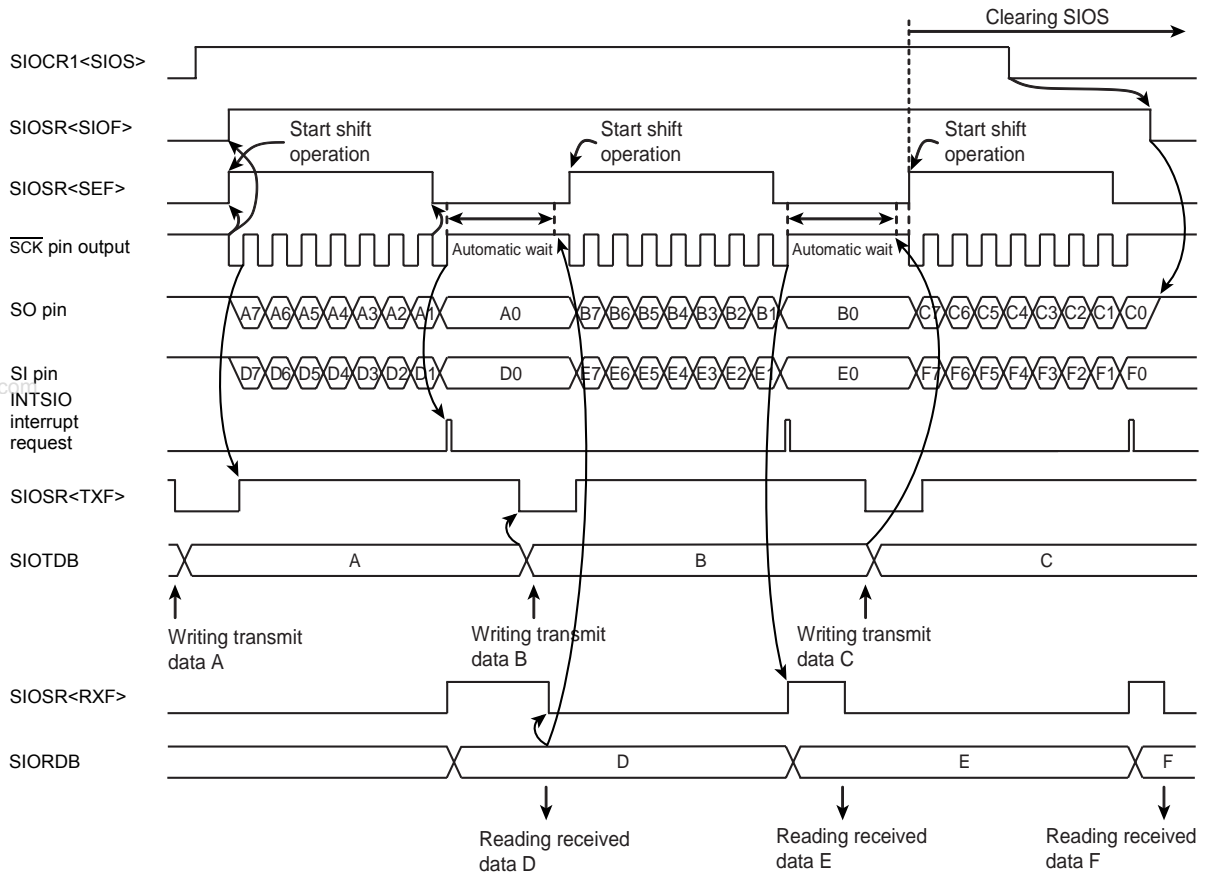 Clearing SIOS
SIOCR1<SIOS>
SIOSR<SIOF>
Start shift
operation
Start shift
operation
Start shift
operation
SIOSR<SEF>
SCK pin output
Automatic wait
Automatic wait
SO pin
A7 A6 A5 A4 A3 A2 A1 A0 B7 B6 B5 B4 B3 B2 B1 B0 C7 C6 C5 C4 C3 C2 C1 C0
SI pin
D7 D6 D5 D4 D3 D2 D1 D0 E7 E6 E5 E4 E3 E2 E1 E0 F7 F6 F5 F4 F3 F2 F1 F0
com
INTSIO
interrupt
request
SIOSR<TXF>
SIOTDB
A B C
Writing transmit
data A
Writing transmit
data B
Writing transmit
data C
SIOSR<RXF>
SIORDB
D E F
Reading received
data D
Reading received
data E
Reading received
data F